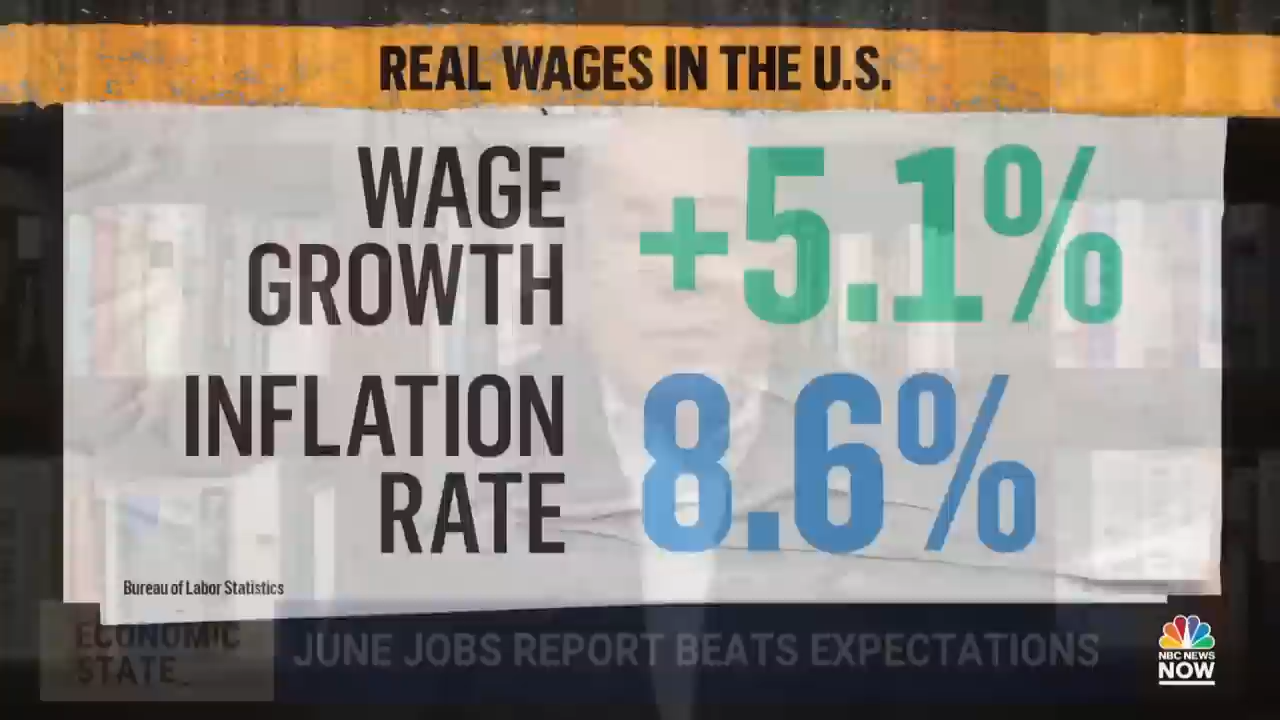 REAL WAGES IN THE U.S.
WAGE
GROWTH
+5.1%
INFLATION
RATE
8.6%
Bureau of Labor Statistics
ECONOMIC
STATE
JUNE JOBS REPORT BEATS EXPECTATIONS
NBC NEWS
NOW